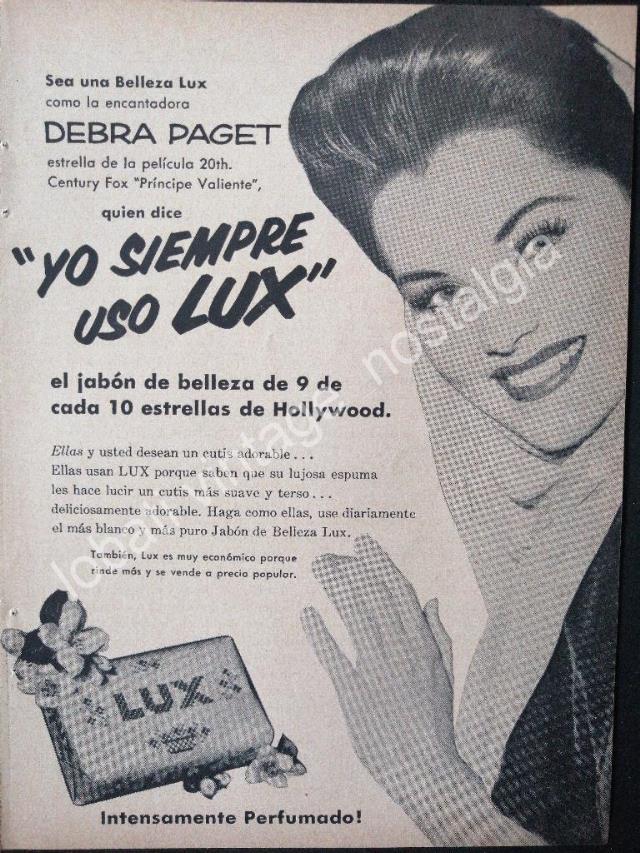 Sea una Belleza Lux
como la encantadora
DEBRA PAGET
estrella de la película 20th.
Century Fox "Príncipe Valiente",
quien dice
"YO SIEMPRE
USO LUX"
el jabón de belleza de 9 de
cada 10 estrellas de Hollywood.
Ellas y usted desean un cutis adorable...
Ellas usan LUX porque saben que su lujosa espuma
les hace lucir un cutis más suave y terso...
deliciosamente adorable. Haga como ellas, use diariamente
el más blanco y más puro Jabón de Belleza Lux.
También, Lux es muy económico porque
rinde más y se vende a precio popular.
LUX
Intensamente Perfumado!
vintage nostalgia